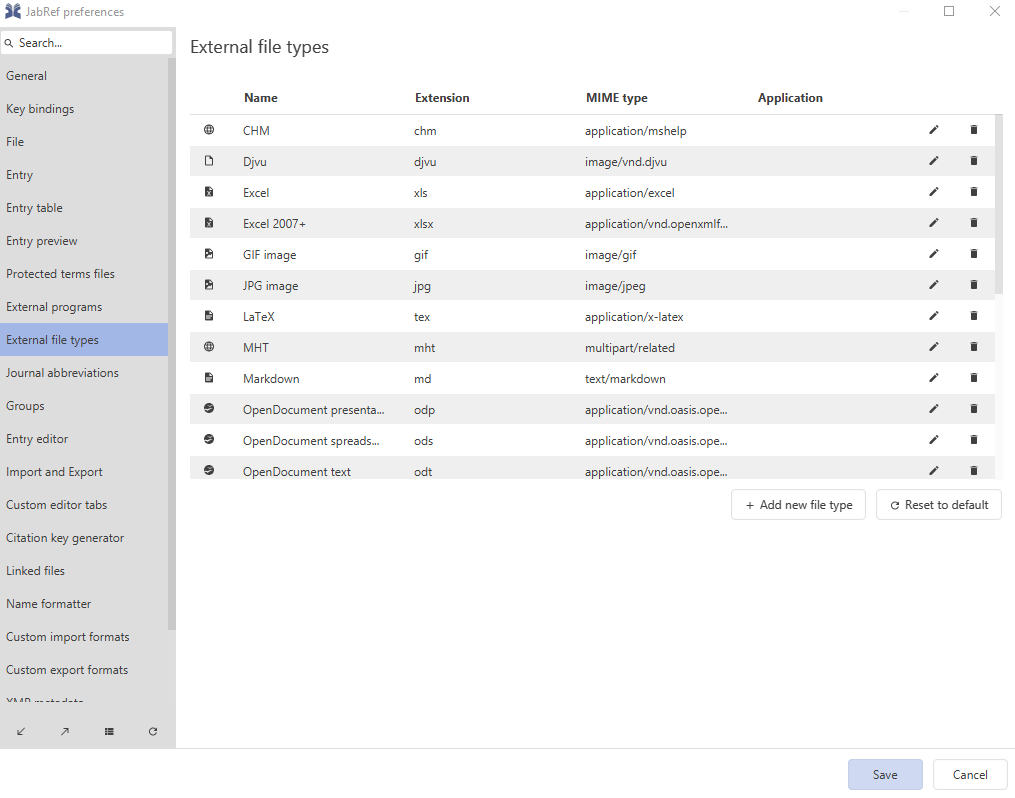 JabRef preferences
Search...
General
Key bindings
File
Entry
Entry table
Entry preview
Protected terms files
External programs
External file types
Journal abbreviations
Groups
Entry editor
Import and Export
Custom editor tabs
Citation key generator
Linked files
Name formatter
Custom import formats
Custom export formats
XMP metadata
External file types
Name Extension MIME type Application
CHM chm application/mshelp
Djvu djvu image/vnd.djvu
Excel xls application/excel
Excel 2007+ xlsx application/vnd.openxmlf...
GIF image gif image/gif
JPG image jpg image/jpeg
LaTeX tex application/x-latex
MHT mht multipart/related
Markdown md text/markdown
OpenDocument presenta... odp application/vnd.oasis.ope...
OpenDocument spreads... ods application/vnd.oasis.ope...
OpenDocument text odt application/vnd.oasis.ope...
+ Add new file type
Reset to default
Save
Cancel